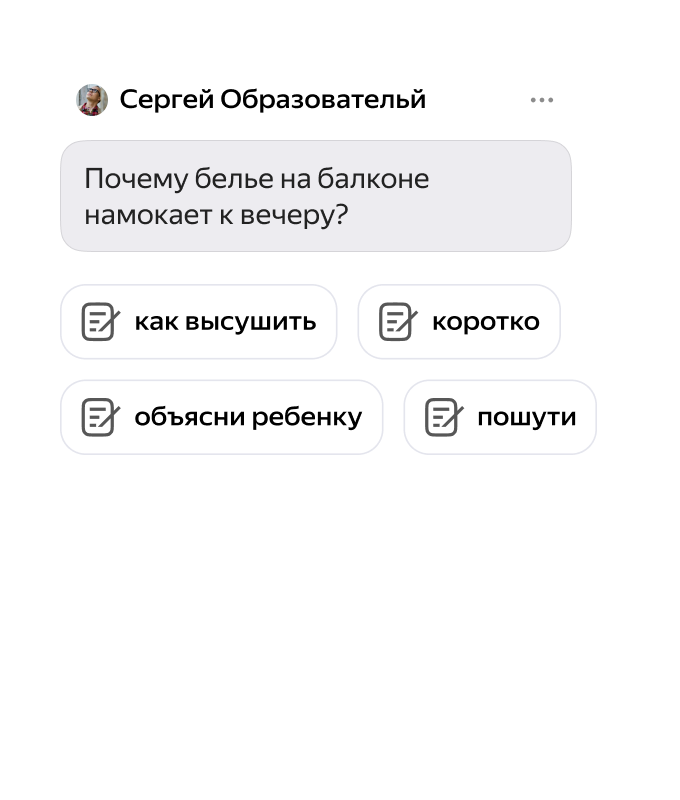 Сергей Образовательй
Почему белье на балконе
намокает к вечеру?
как высушить
коротко
объясни ребенку
пошути